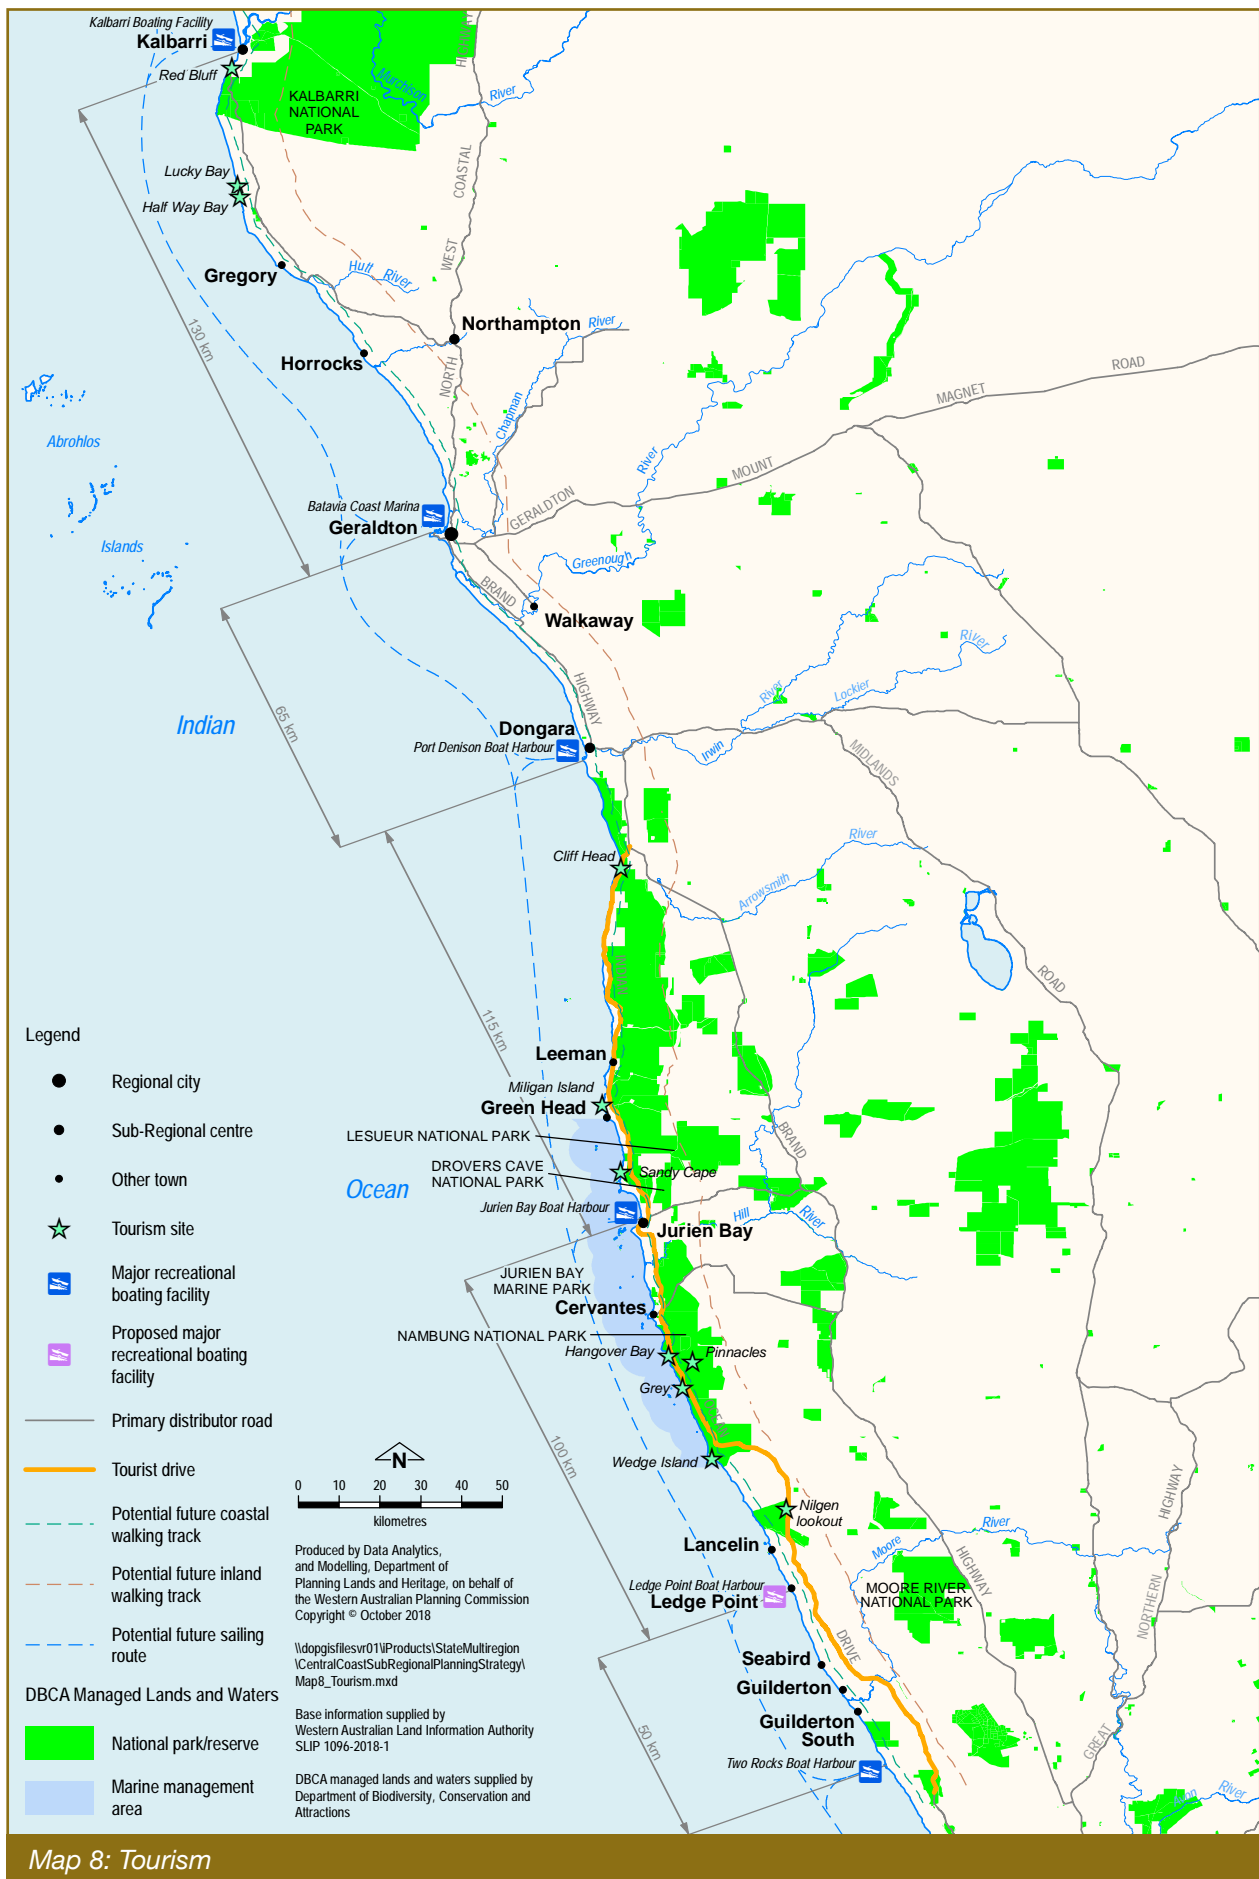 Kalbarri Boating Facility
Kalbarri
Red Bluff
KALBARRI
NATIONAL
PARK
Murchison
River
HIGHWAY
COASTAL
WEST
NORTH
Lucky Bay
Half Way Bay
Gregory
Hutt River
Northampton
River
Horrocks
130 km
Chapman
Abrohlos
Islands
River
MAGNET
ROAD
MOUNT
GERALDTON
Batavia Coast Marina
Geraldton
Greenough
BRAND
Walkaway
HIGHWAY
65 km
Indian
River
Lockier
River
Dongara
Port Denison Boat Harbour
Irwin
MIDLANDS
River
Cliff Head
Arrowsmith
INDIAN
ROAD
115 km
Leeman
Miligan Island
Green Head
LESUEUR NATIONAL PARK
DROVERS CAVE
NATIONAL PARK
Sandy Cape
BRAND
Ocean
Jurien Bay Boat Harbour
Hill
River
Jurien Bay
JURIEN BAY
MARINE PARK
Cervantes
NAMBUNG NATIONAL PARK
Hangover Bay
Pinnacles
Grey
OCEAN
100 km
Wedge Island
Nilgen
lookout
HIGHWAY
River
Lancelin
Moore
Ledge Point Boat Harbour
Ledge Point
MOORE RIVER
NATIONAL PARK
HIGHWAY
NORTHERN
DRIVE
Seabird
Guilderton
Guilderton
South
50 km
GREAT
Two Rocks Boat Harbour
River
Legend
Regional city
Sub-Regional centre
Other town
Tourism site
Major recreational
boating facility
Proposed major
recreational boating
facility
Primary distributor road
Tourist drive
Potential future coastal
walking track
Potential future inland
walking track
Potential future sailing
route
DBCA Managed Lands and Waters
National park/reserve
Marine management
area
N
0 10 20 30 40 50
kilometres
Produced by Data Analytics,
and Modelling, Department of
Planning Lands and Heritage, on behalf of
the Western Australian Planning Commission
Copyright © October 2018
\\dopgisfilesvr01\iProducts\StateMultiregion
\CentralCoastSubRegionalPlanningStrategy\
Map8_Tourism.mxd
Base information supplied by
Western Australian Land Information Authority
SLIP 1096-2018-1
DBCA managed lands and waters supplied by
Department of Biodiversity, Conservation and
Attractions
Map 8: Tourism